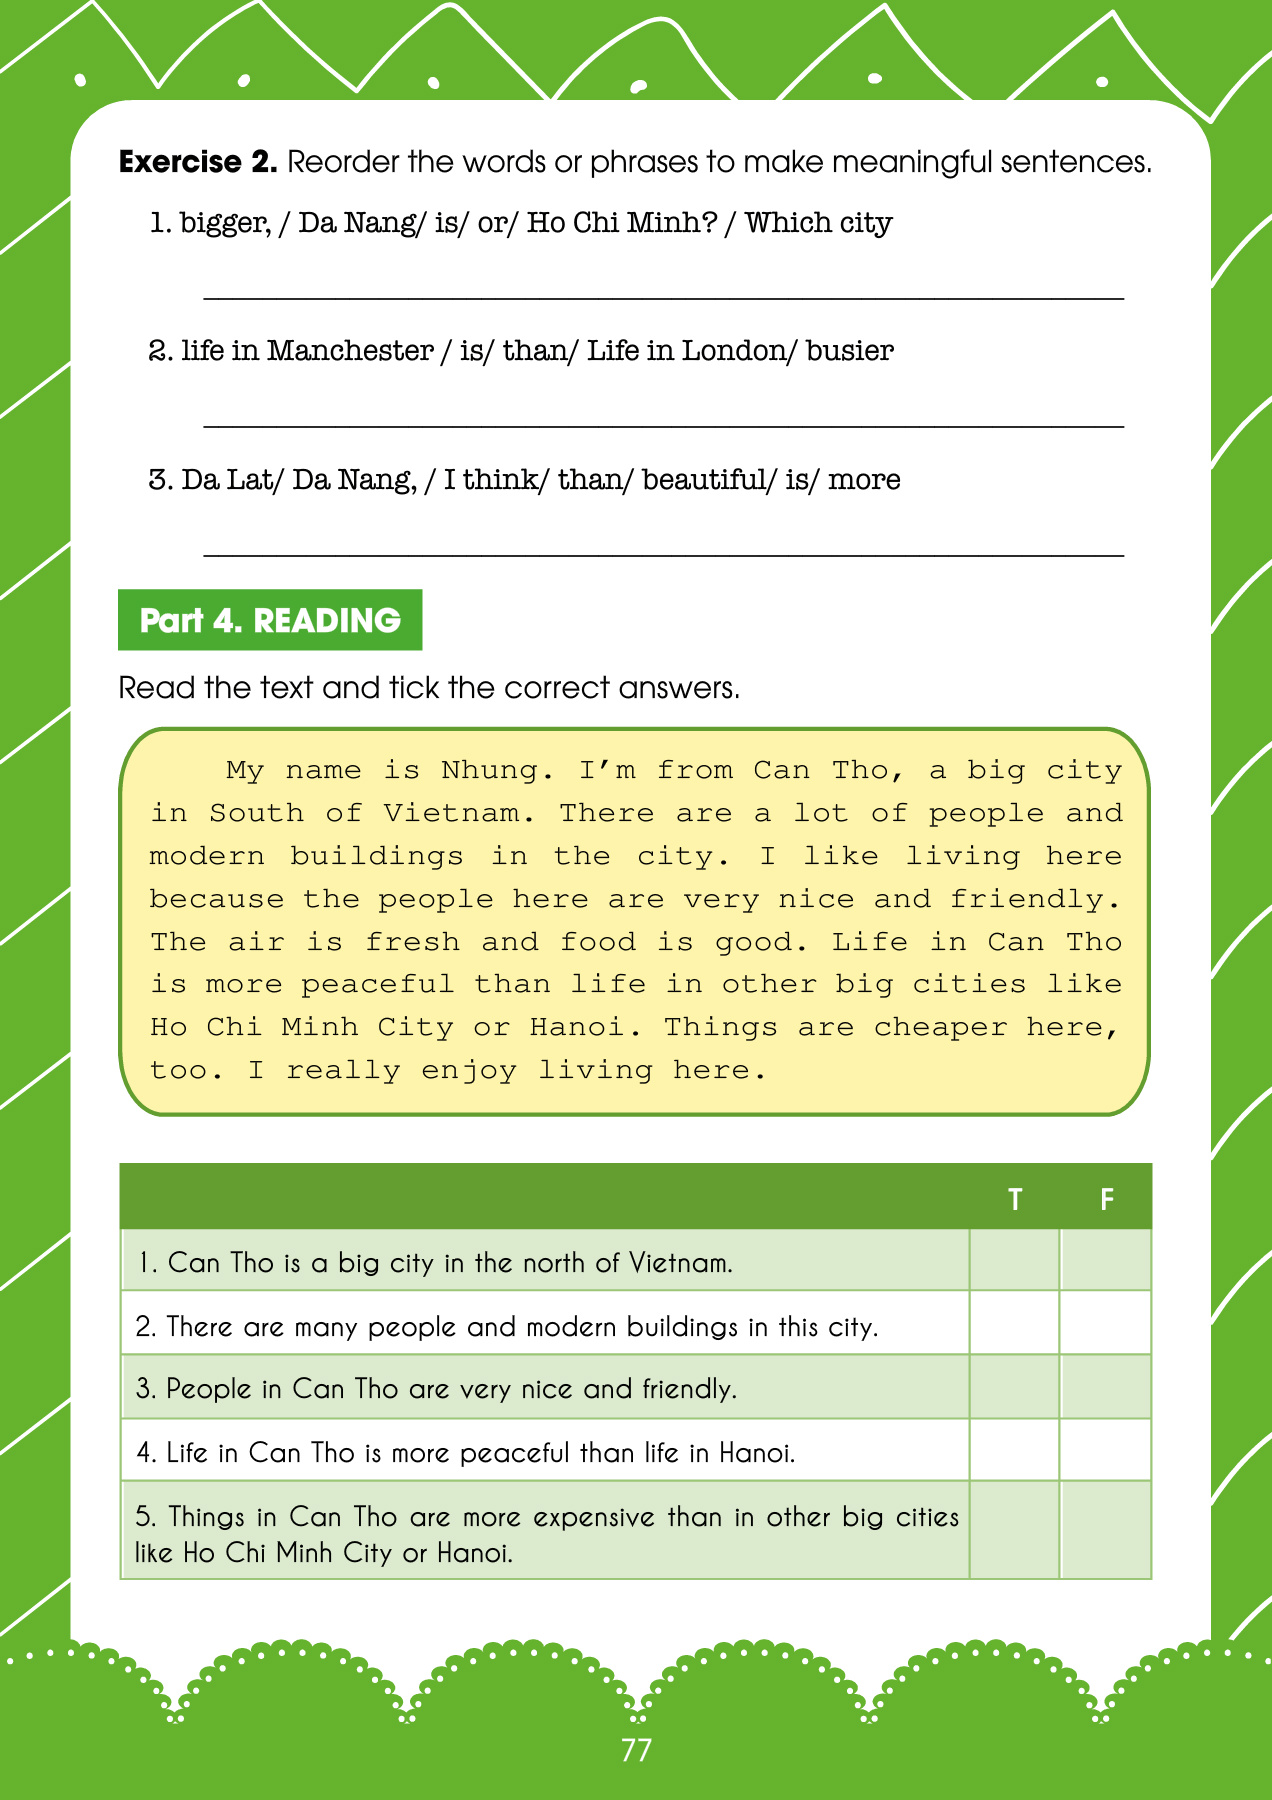 Exercise 2. Reorder the words or phrases to make meaningful sentences.
1. bigger, / Da Nang/ is/ or/ Ho Chi Minh? / Which city
2. life in Manchester / is/ than/ Life in London/ busier
3. Da Lat/ Da Nang, / I think/ than/ beautiful/ is/ more
Part 4. READING
Read the text and tick the correct answers.
My name is Nhung. I’m from Can Tho, a big city
in South of Vietnam. There are a lot of people and
modern buildings in the city. I like living here
because the people here are very nice and friendly.
The air is fresh and food is good. Life in Can Tho
is more peaceful than life in other big cities like
Ho Chi Minh City or Hanoi. Things are cheaper here,
too. I really enjoy living here.
T F
1. Can Tho is a big city in the north of Vietnam.
2. There are many people and modern buildings in this city.
3. People in Can Tho are very nice and friendly.
4. Life in Can Tho is more peaceful than life in Hanoi.
5. Things in Can Tho are more expensive than in other big cities
like Ho Chi Minh City or Hanoi.
77